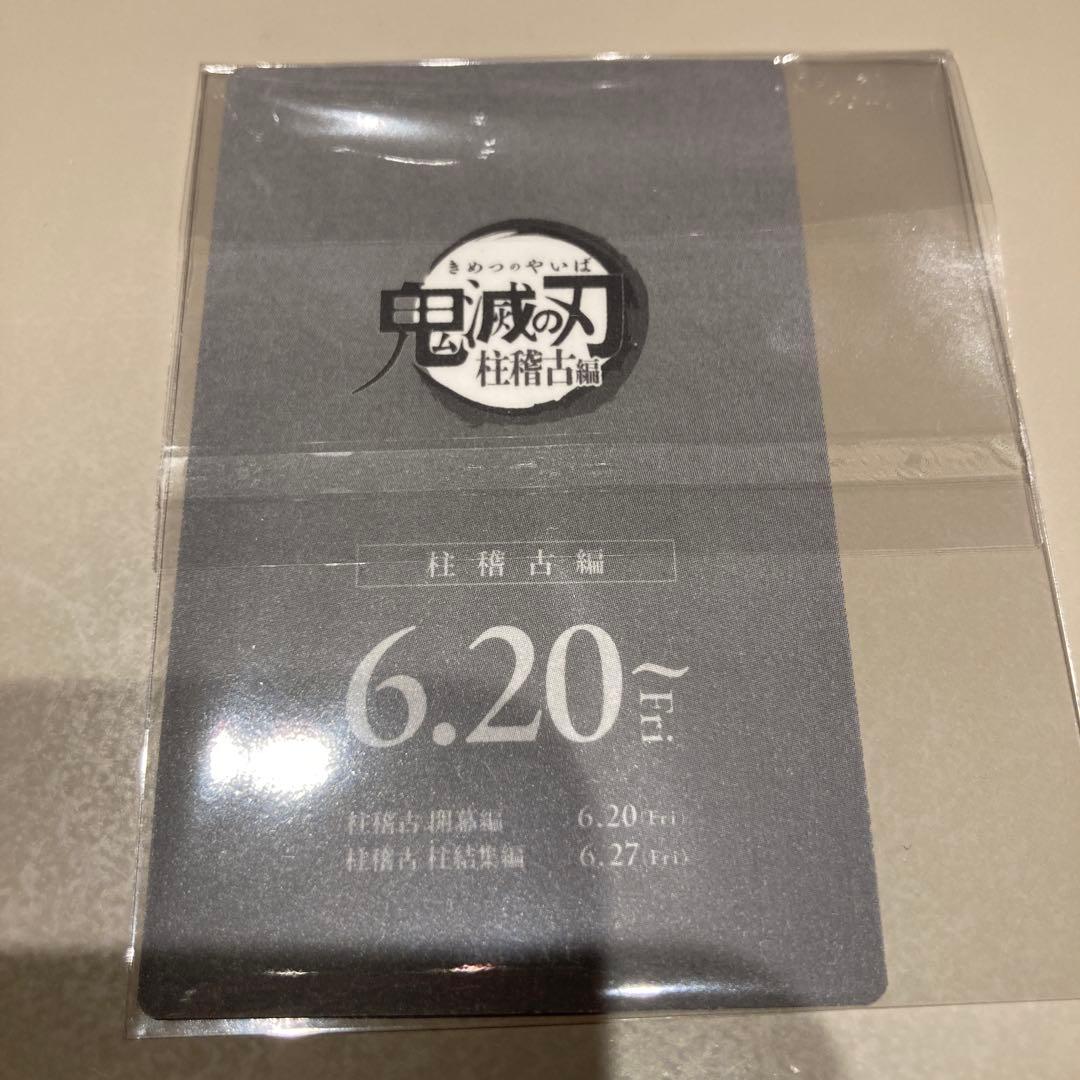 きめつのやいば
鬼滅の刃
柱稽古編
柱稽古編
6.20〜Fri
柱稽古 開幕編 6.20(Fri)
柱稽古 柱結集編 6.27(Fri)